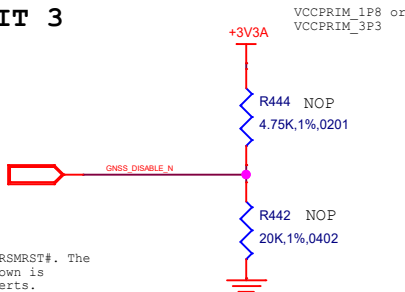 IT 3
VCCPRIM_1P8 or
VCCPRIM_3P3
+3V3A
R444 NOP
4.75K,1%,0201
GNSS_DISABLE_N
R442 NOP
20K,1%,0402
RSMRST#. The
own is
erts.